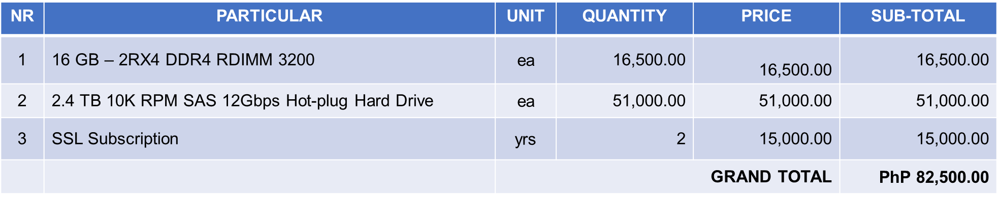 NR PARTICULAR UNIT QUANTITY PRICE SUB-TOTAL
1 16 GB – 2RX4 DDR4 RDIMM 3200 ea 16,500.00 16,500.00 16,500.00
2 2.4 TB 10K RPM SAS 12Gbps Hot-plug Hard Drive ea 51,000.00 51,000.00 51,000.00
3 SSL Subscription yrs 2 15,000.00 15,000.00
GRAND TOTAL PhP 82,500.00